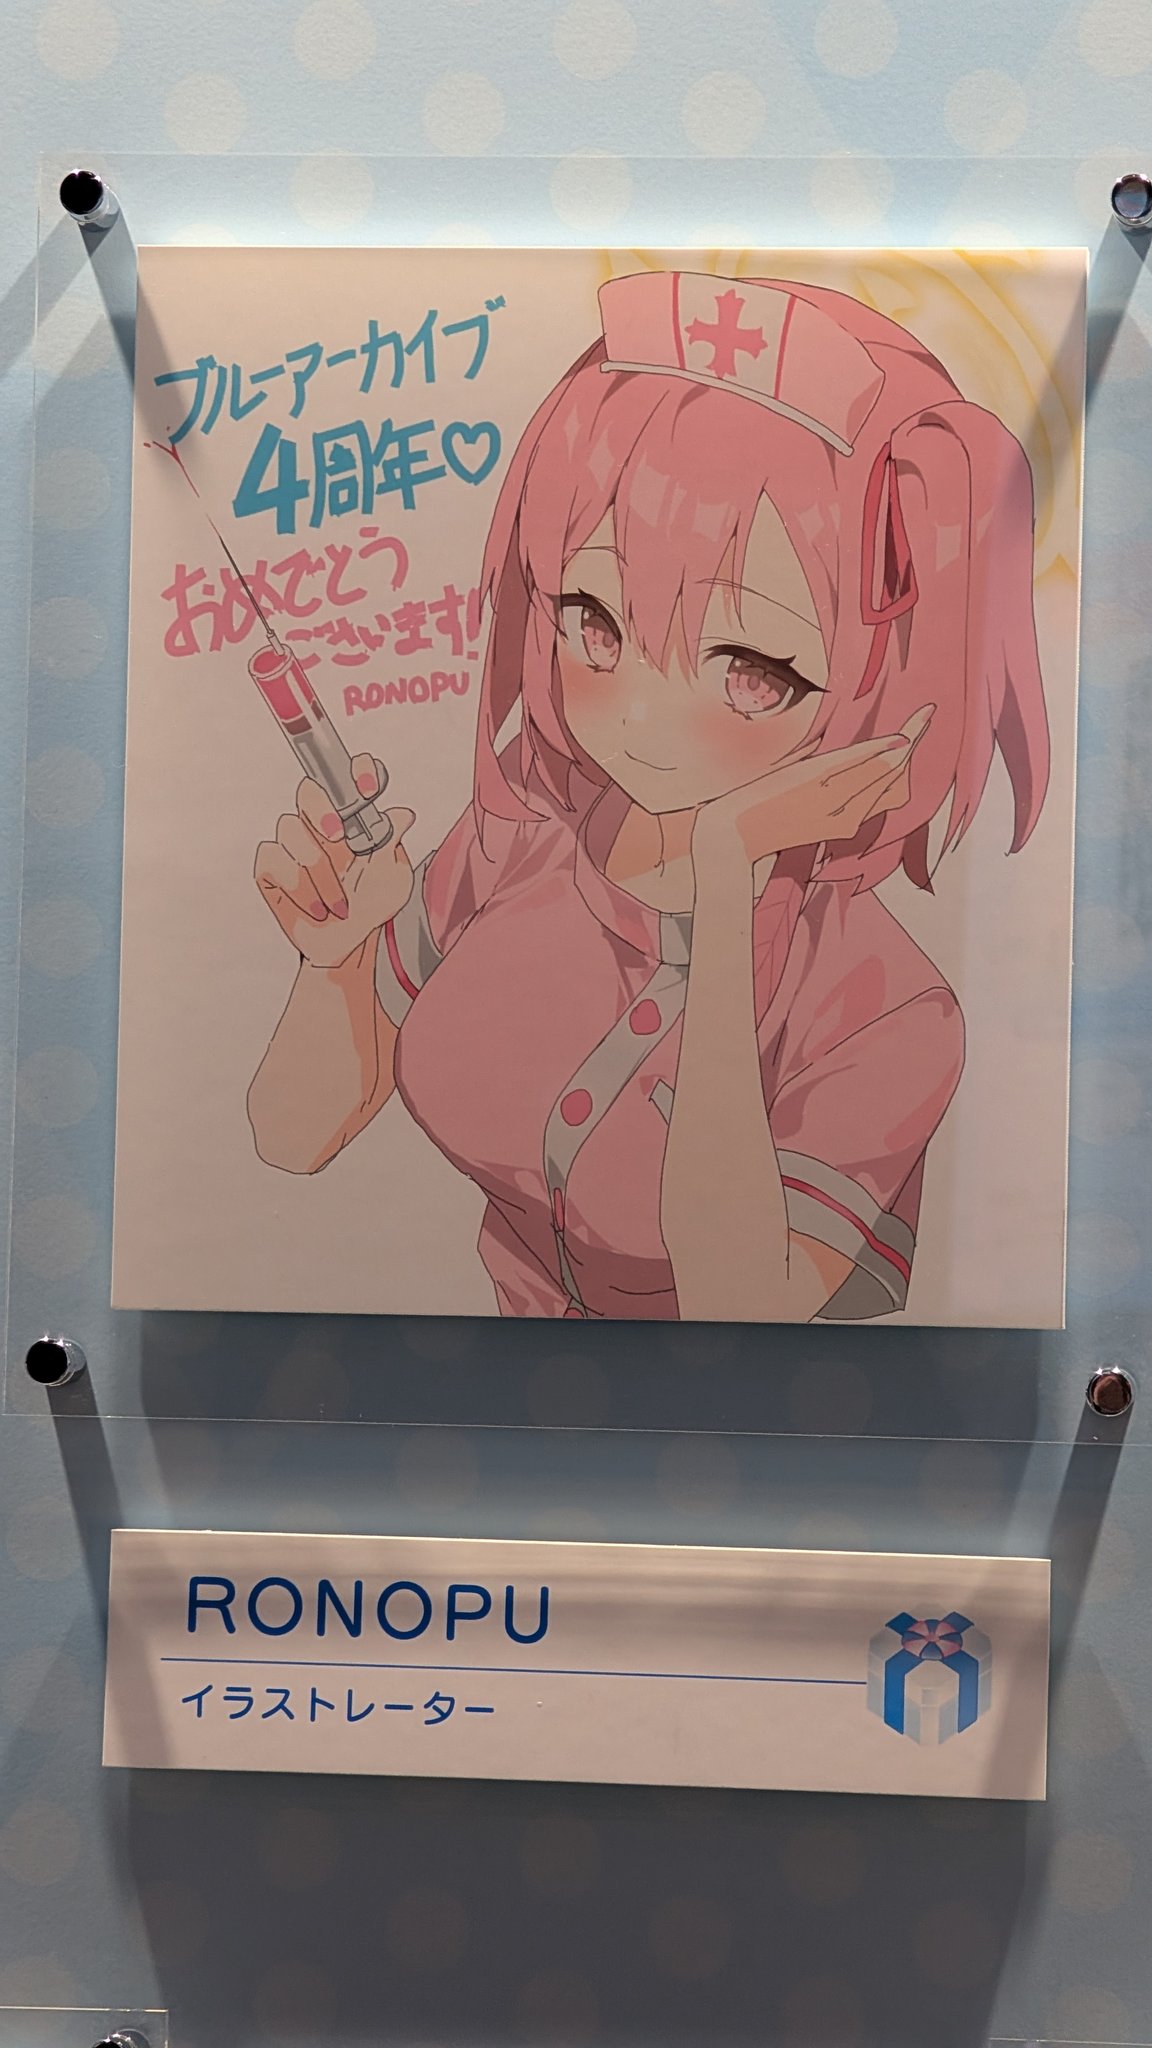 ブルーアーカイブ
4周年♡
おめでとう
ございます!
RONOPU
RONOPU
イラストレーター